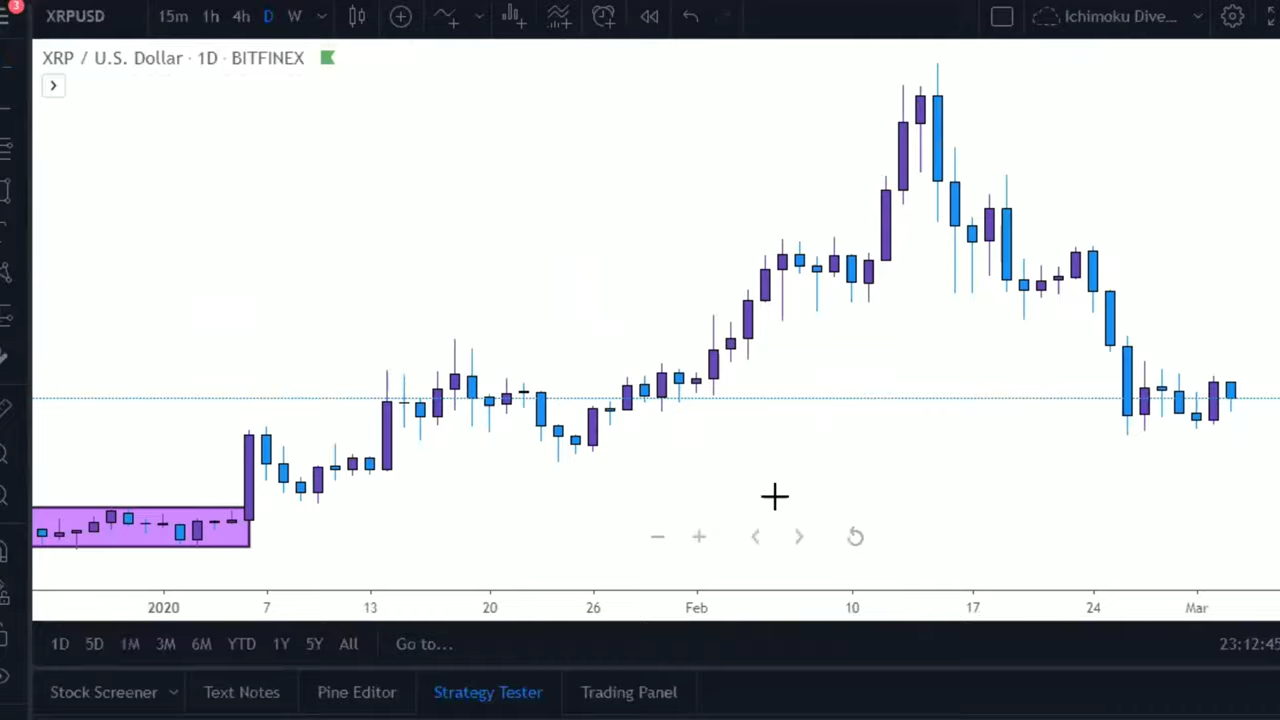 3
XRPUSD 15m 1h 4h D W Ichimoku Dive...
XRP / U.S. Dollar · 1D · BITFINEX
2020 7 13 20 26 Feb 10 17 24 Mar
1D 5D 1M 3M 6M YTD 1Y 5Y All Go to... 23:12:45
Stock Screener Text Notes Pine Editor Strategy Tester Trading Panel